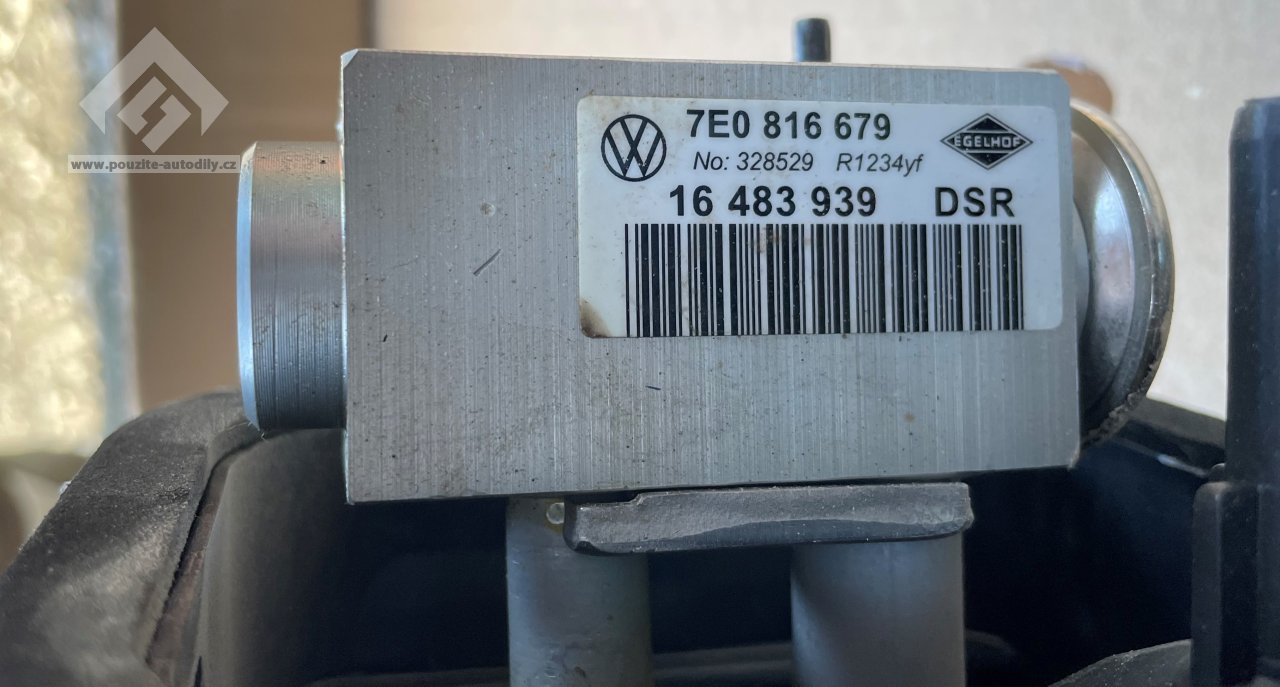 www.pouzite-autodily.cz
7E0 816 679
EGELHOF
No: 328529 R1234yf
16 483 939 DSR